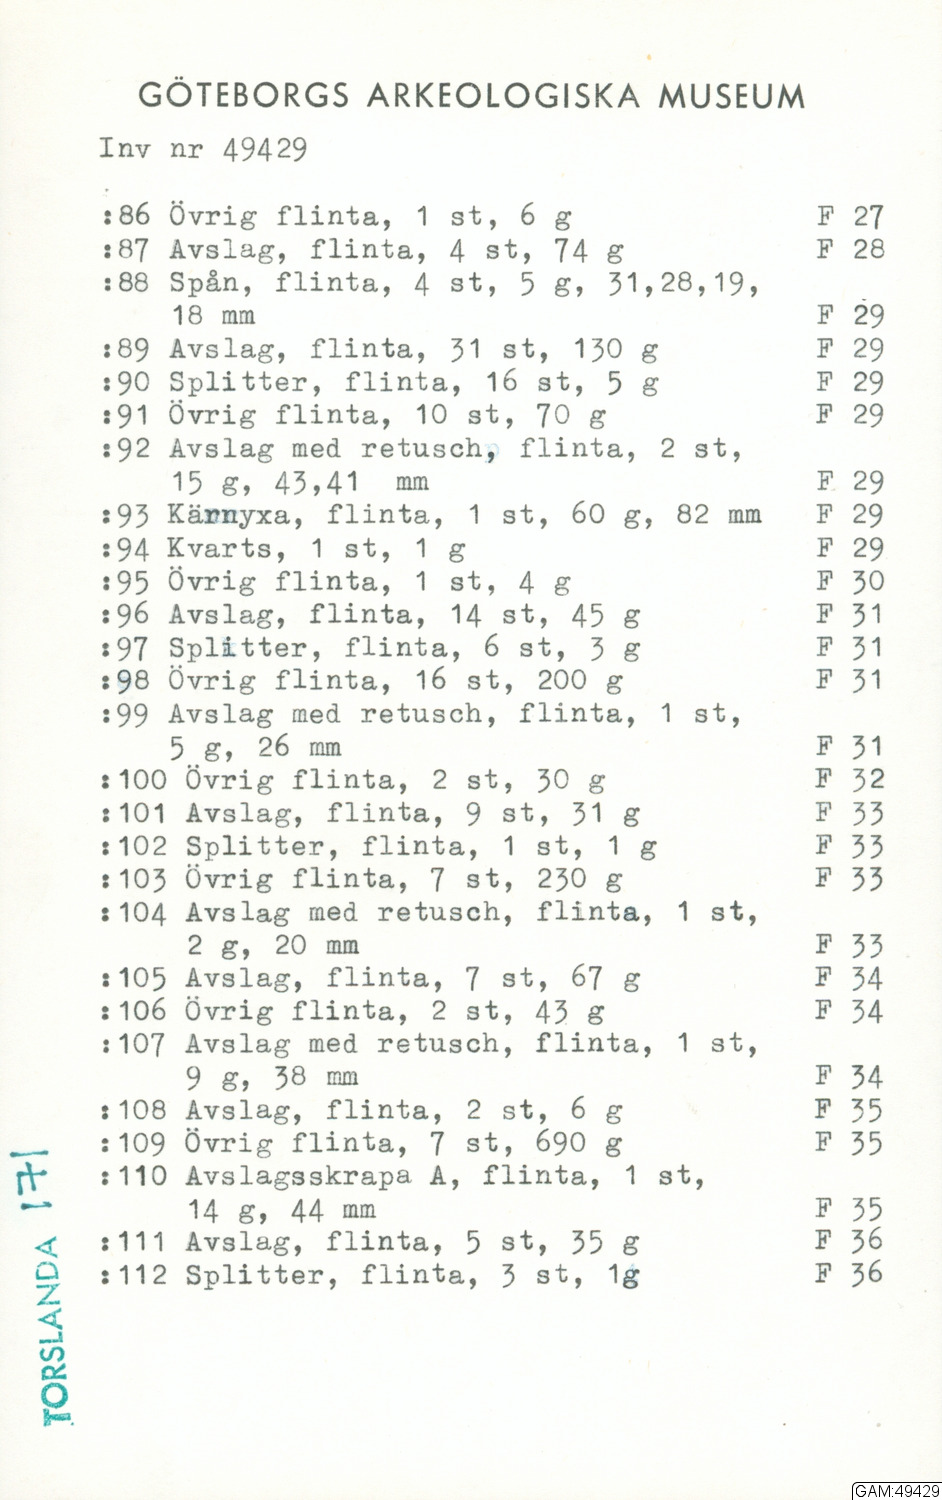 GÖTEBORGS ARKEOLOGISKA MUSEUM
Inv nr 49429
:86 Övrig flinta, 1 st, 6 g F 27
:87 Avslag, flinta, 4 st, 74 g F 28
:88 Spån, flinta, 4 st, 5 g, 31,28,19,
18 mm F 29
:89 Avslag, flinta, 31 st, 130 g F 29
:90 Splitter, flinta, 16 st, 5 g F 29
:91 Övrig flinta, 10 st, 70 g F 29
:92 Avslag med retusch, flinta, 2 st,
15 g, 43,41 mm F 29
:93 Kärnyxa, flinta, 1 st, 60 g, 82 mm F 29
:94 Kvarts, 1 st, 1 g F 29
:95 Övrig flinta, 1 st, 4 g F 30
:96 Avslag, flinta, 14 st, 45 g F 31
:97 Splitter, flinta, 6 st, 3 g F 31
:98 Övrig flinta, 16 st, 200 g F 31
:99 Avslag med retusch, flinta, 1 st,
5 g, 26 mm F 31
:100 Övrig flinta, 2 st, 30 g F 32
:101 Avslag, flinta, 9 st, 31 g F 33
:102 Splitter, flinta, 1 st, 1 g F 33
:103 Övrig flinta, 7 st, 230 g F 33
:104 Avslag med retusch, flinta, 1 st,
2 g, 20 mm F 33
:105 Avslag, flinta, 7 st, 67 g F 34
:106 Övrig flinta, 2 st, 43 g F 34
:107 Avslag med retusch, flinta, 1 st,
9 g, 38 mm F 34
:108 Avslag, flinta, 2 st, 6 g F 35
:109 Övrig flinta, 7 st, 690 g F 35
:110 Avslagsskrapa A, flinta, 1 st,
14 g, 44 mm F 35
:111 Avslag, flinta, 5 st, 35 g F 36
:112 Splitter, flinta, 3 st, 1g F 36
TORSLANDA 171
GAM:49429